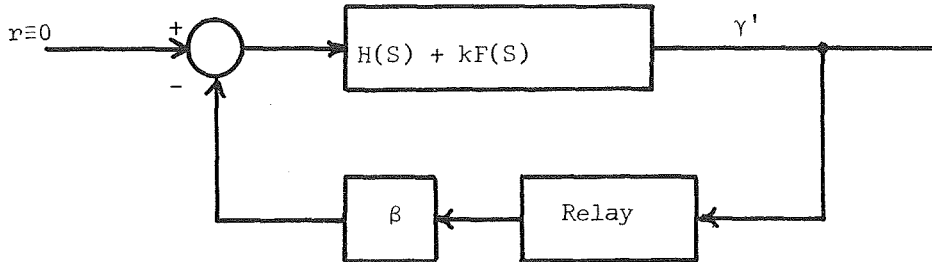 r≡0
+
-
H(S) + kF(S)
γ'
β
Relay